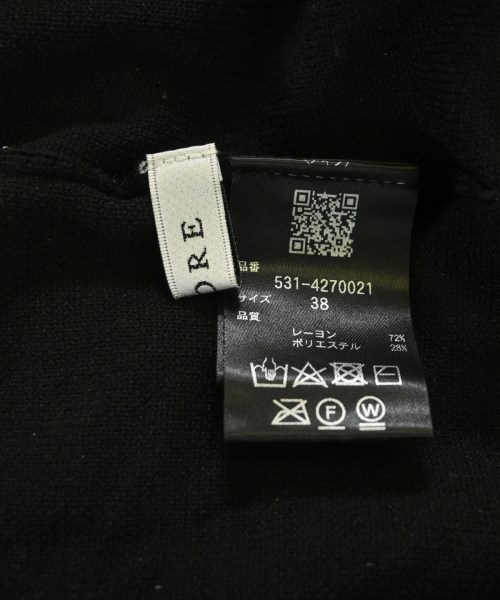 ORE
品番
531-4270021
サイズ
38
品質
レーヨン 72%
ポリエステル 28%
F W